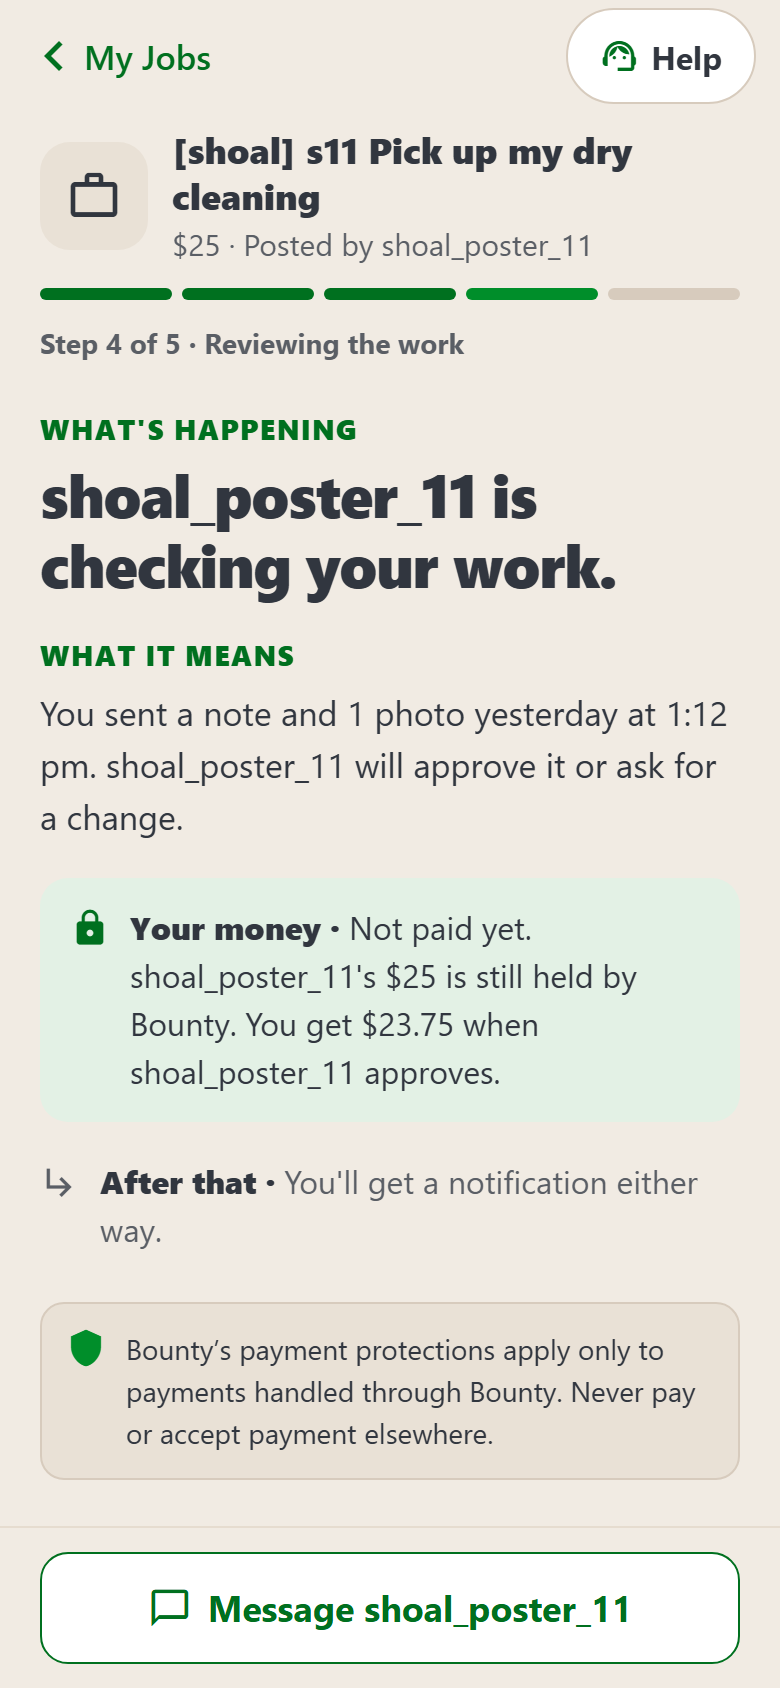 My Jobs
Help
[shoal] s11 Pick up my dry
cleaning
$25 · Posted by shoal_poster_11
Step 4 of 5 · Reviewing the work
WHAT'S HAPPENING
shoal_poster_11 is
checking your work.
WHAT IT MEANS
You sent a note and 1 photo yesterday at 1:12
pm. shoal_poster_11 will approve it or ask for
a change.
Your money · Not paid yet.
shoal_poster_11's $25 is still held by
Bounty. You get $23.75 when
shoal_poster_11 approves.
After that · You'll get a notification either
way.
Bounty’s payment protections apply only to
payments handled through Bounty. Never pay
or accept payment elsewhere.
Message shoal_poster_11